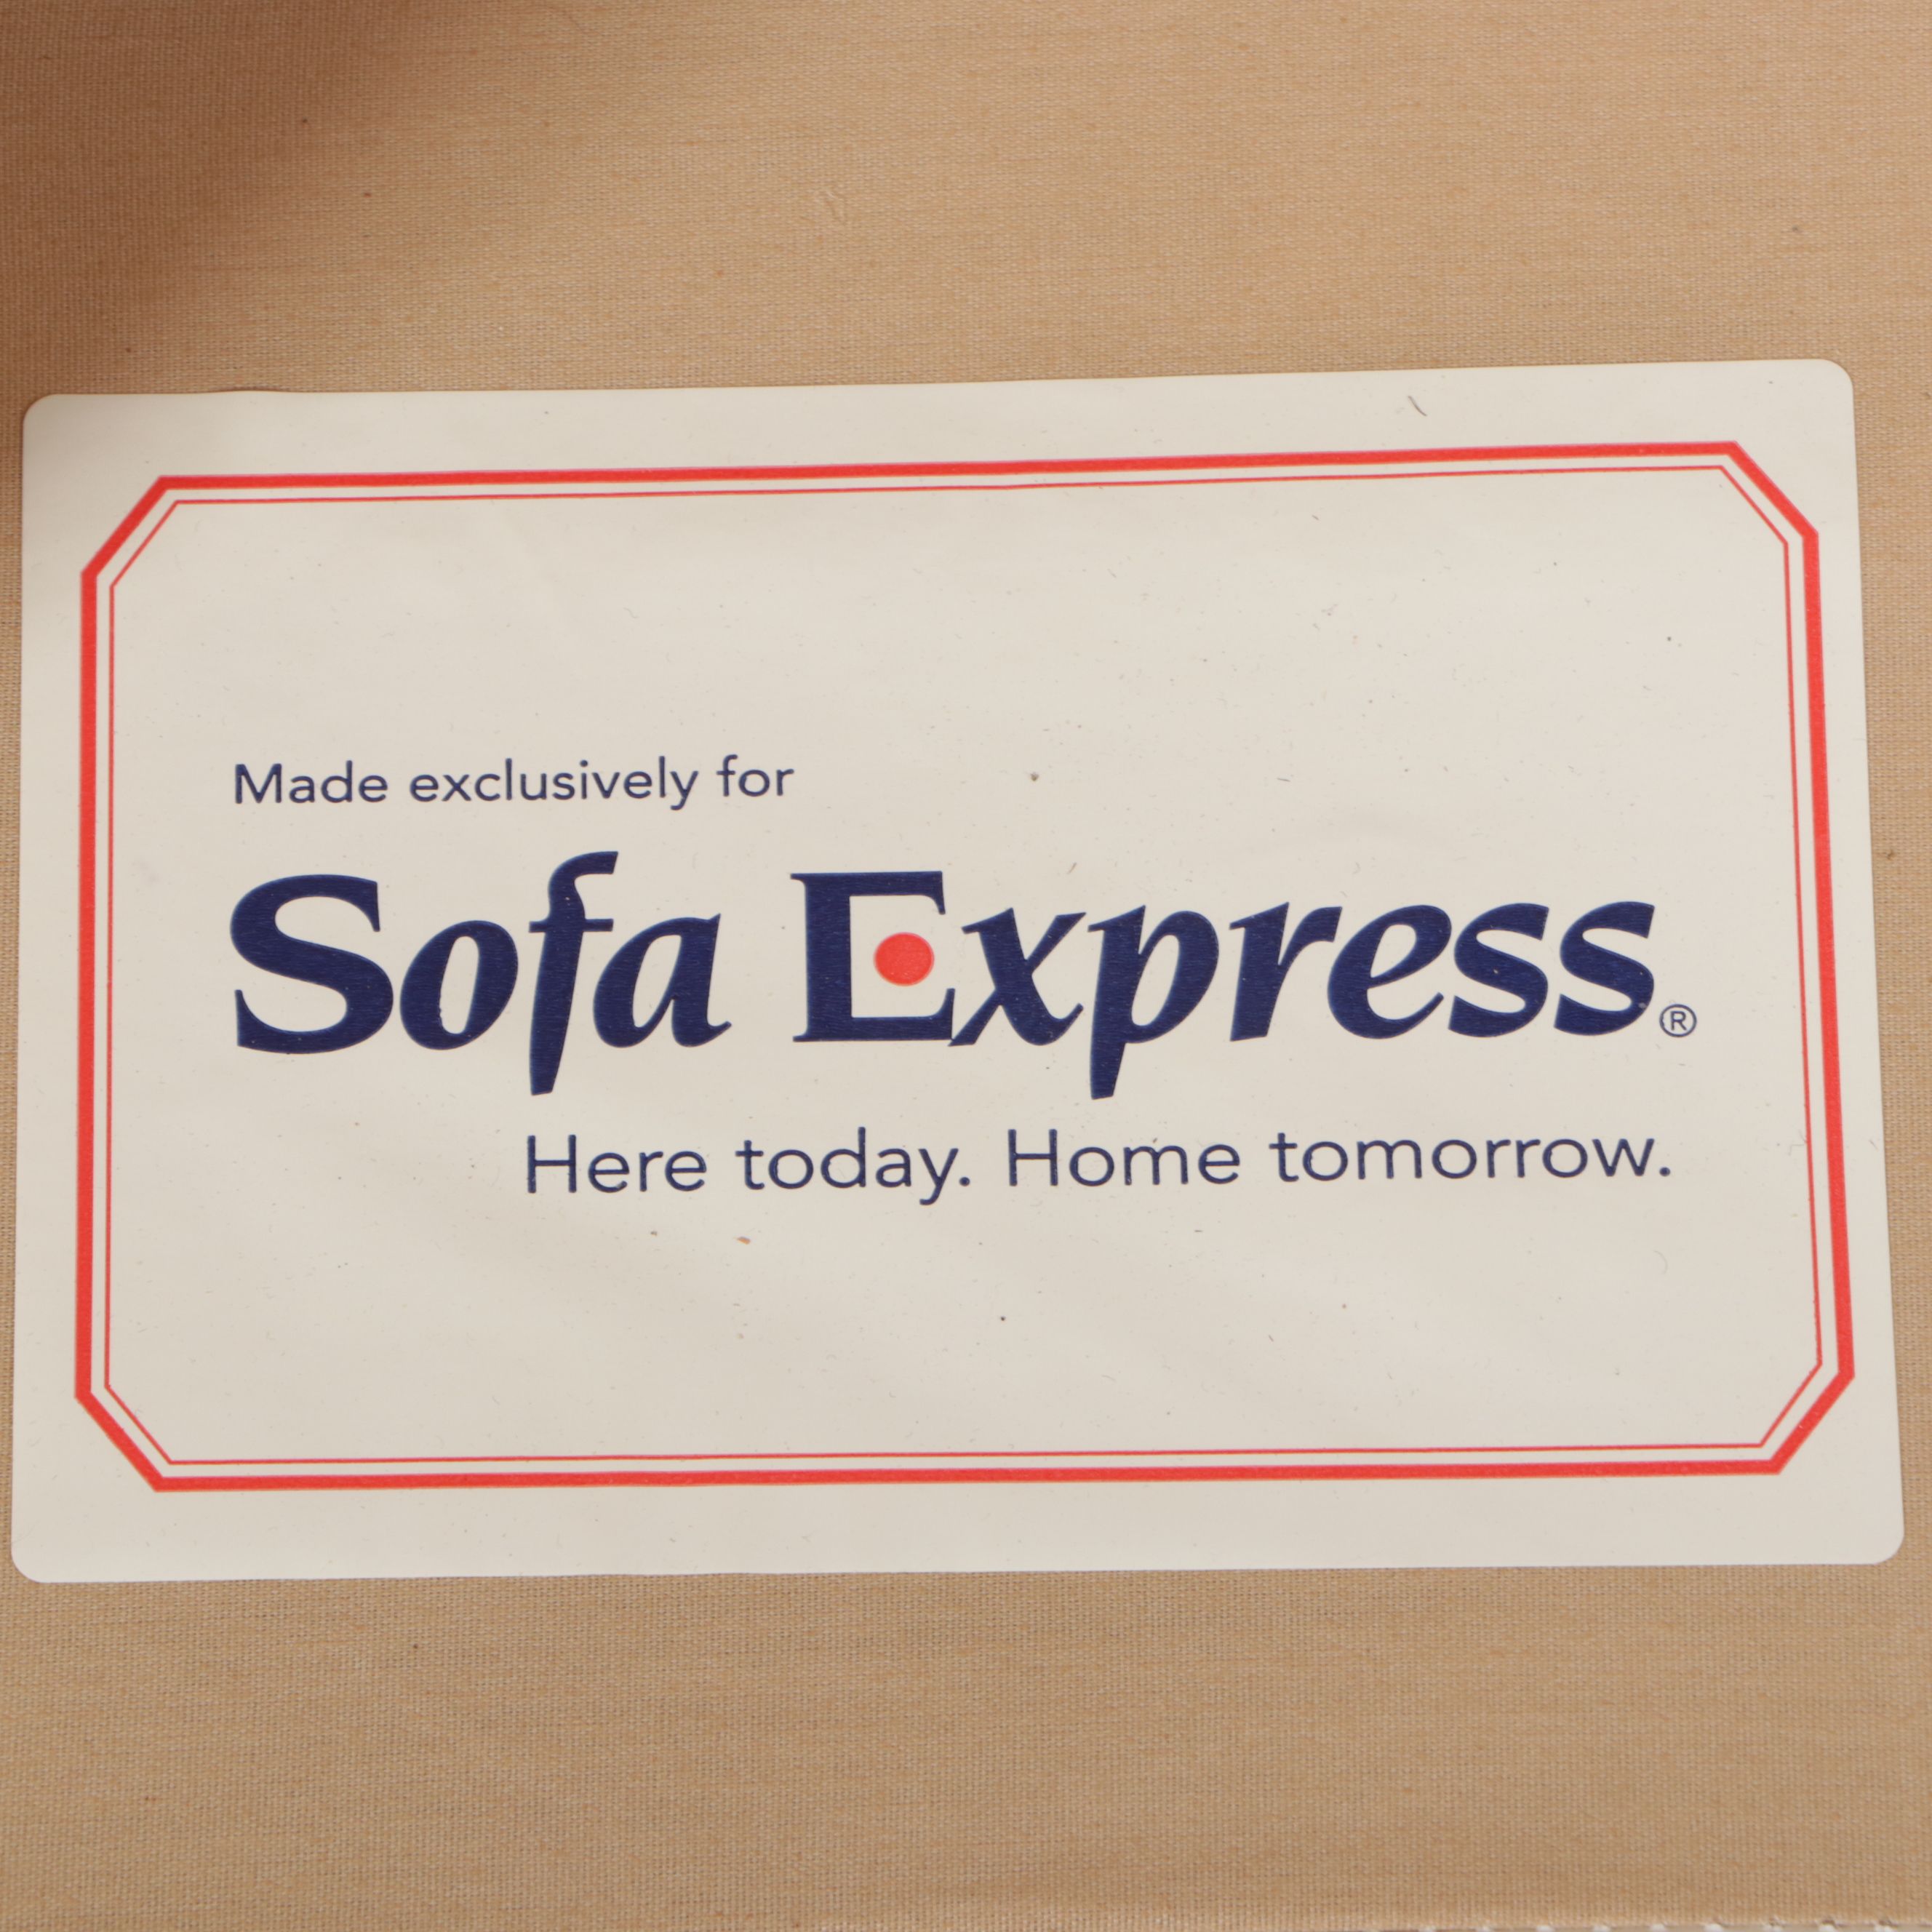 Made exclusively for
Sofa Express®
Here today. Home tomorrow.